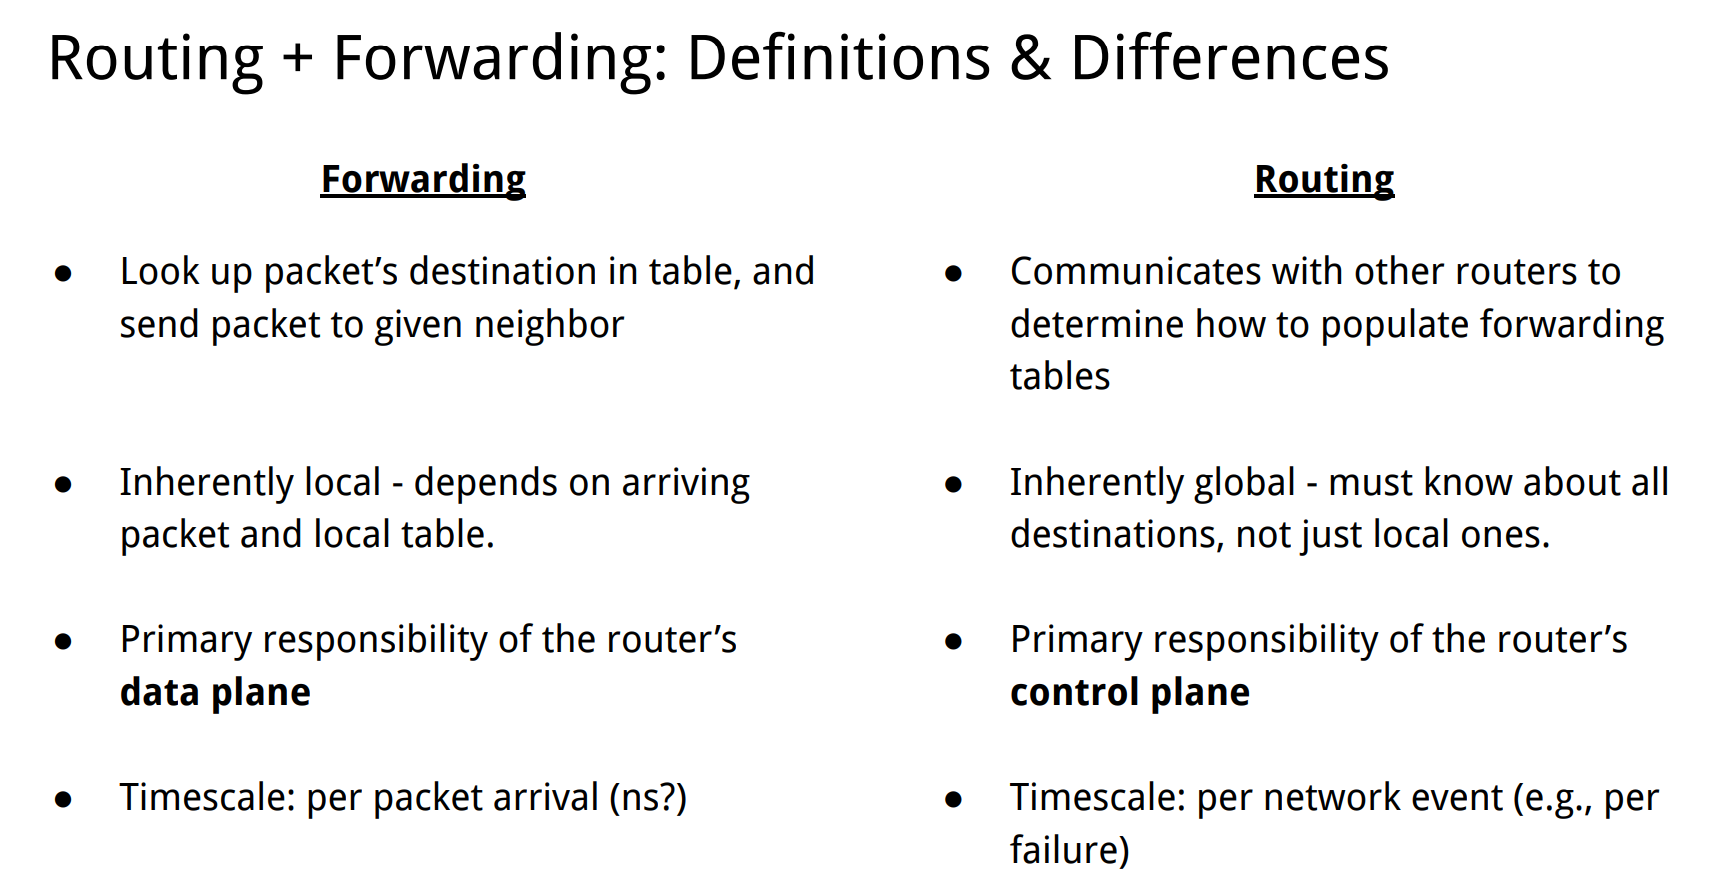 Routing + Forwarding: Definitions & Differences
Forwarding
● Look up packet’s destination in table, and
send packet to given neighbor
● Inherently local - depends on arriving
packet and local table.
● Primary responsibility of the router’s
data plane
● Timescale: per packet arrival (ns?)
Routing
● Communicates with other routers to
determine how to populate forwarding
tables
● Inherently global - must know about all
destinations, not just local ones.
● Primary responsibility of the router’s
control plane
● Timescale: per network event (e.g., per
failure)